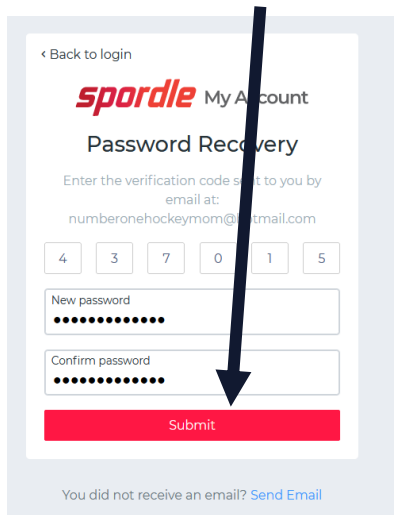 ‹ Back to login
spordle My Account
Password Recovery
Enter the verification code sent to you by
email at:
numberonehockeymom@hotmail.com
4 3 7 0 1 5
New password
●●●●●●●●●●●●●
Confirm password
●●●●●●●●●●●●●
Submit
You did not receive an email? Send Email